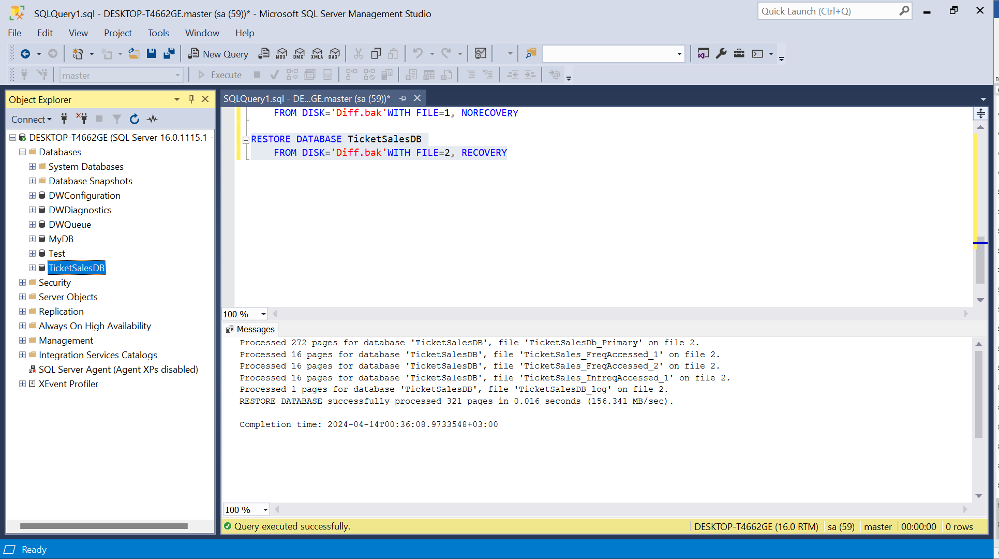 SQLQuery1.sql - DESKTOP-T4662GE.master (sa (59))* - Microsoft SQL Server Management Studio
Quick Launch (Ctrl+Q)
File Edit View Project Tools Window Help
New Query MDX DMX XMLA DAX
master Execute
Object Explorer
SQLQuery1.sql - DE...GE.master (sa (59))*
Connect
DESKTOP-T4662GE (SQL Server 16.0.1115.1 -
Databases
System Databases
Database Snapshots
DWConfiguration
DWDiagnostics
DWQueue
MyDB
Test
TicketSalesDB
Security
Server Objects
Replication
Always On High Availability
Management
Integration Services Catalogs
SQL Server Agent (Agent XPs disabled)
XEvent Profiler
FROM DISK='Diff.bak'WITH FILE=1, NORECOVERY
RESTORE DATABASE TicketSalesDB
FROM DISK='Diff.bak'WITH FILE=2, RECOVERY
100 %
Messages
Processed 272 pages for database 'TicketSalesDB', file 'TicketSalesDb_Primary' on file 2.
Processed 16 pages for database 'TicketSalesDB', file 'TicketSales_FreqAccessed_1' on file 2.
Processed 16 pages for database 'TicketSalesDB', file 'TicketSales_FreqAccessed_2' on file 2.
Processed 16 pages for database 'TicketSalesDB', file 'TicketSales_InfreqAccessed_1' on file 2.
Processed 1 pages for database 'TicketSalesDB', file 'TicketSalesDB_log' on file 2.
RESTORE DATABASE successfully processed 321 pages in 0.016 seconds (156.341 MB/sec).
Completion time: 2024-04-14T00:36:08.9733548+03:00
100 %
Query executed successfully.
DESKTOP-T4662GE (16.0 RTM) sa (59) master 00:00:00 0 rows
Ready